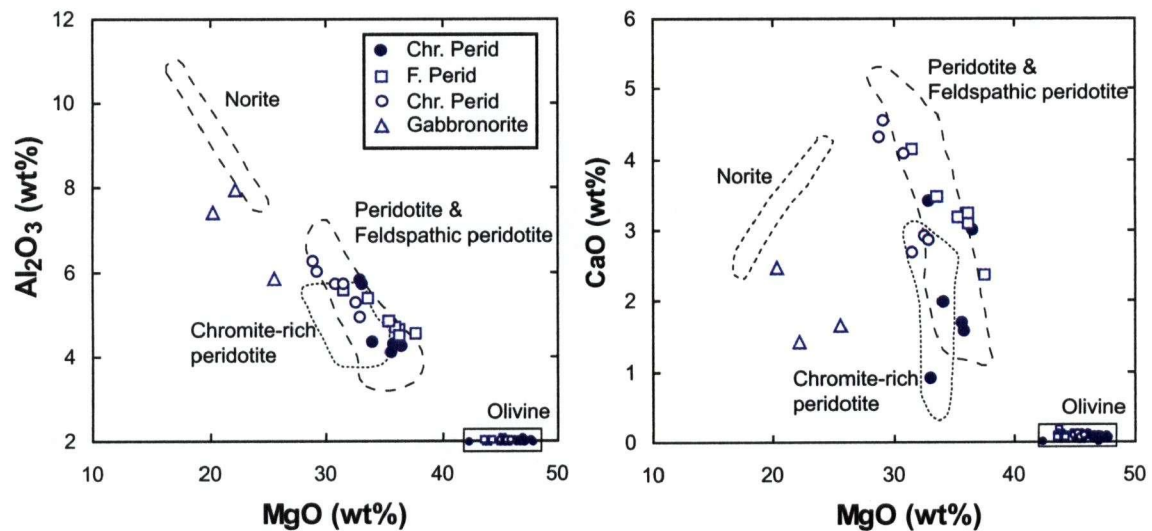 12
10
8
6
4
2
Al2O3 (wt%)
Norite
Chr. Perid
F. Perid
Chr. Perid
Gabbronorite
Peridotite &
Feldspathic peridotite
Chromite-rich
peridotite
Olivine
10 20 30 40 50
MgO (wt%)
6
5
4
3
2
1
0
CaO (wt%)
Peridotite &
Feldspathic peridotite
Norite
Chromite-rich
peridotite
Olivine
10 20 30 40 50
MgO (wt%)